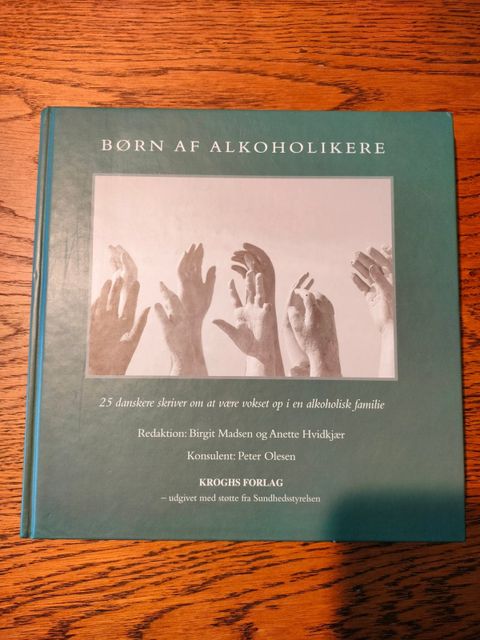 BØRN AF ALKOHOLIKERE
25 danskere skriver om at være vokset op i en alkoholisk familie
Redaktion: Birgit Madsen og Anette Hvidkjær
Konsulent: Peter Olesen
KROGHS FORLAG
– udgivet med støtte fra Sundhedsstyrelsen